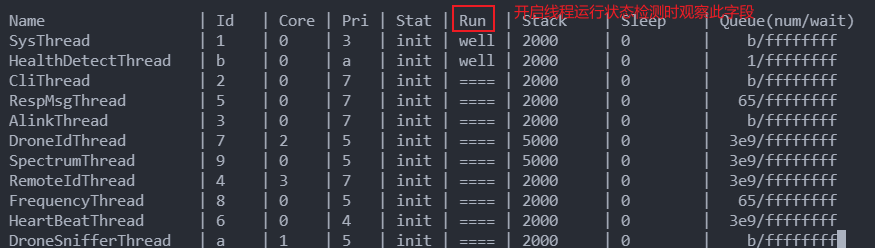 Name | Id | Core | Pri | Stat | Run | Stack | Sleep | Queue(num/wait)
开启线程运行状态检测时观察此字段
SysThread | 1 | 0 | 3 | init | well | 2000 | 0 | b/ffffffff
HealthDetectThread | b | 0 | a | init | well | 2000 | 0 | 1/ffffffff
CliThread | 2 | 0 | 7 | init | ==== | 2000 | 0 | b/ffffffff
RespMsgThread | 5 | 0 | 7 | init | ==== | 2000 | 0 | 65/ffffffff
AlinkThread | 3 | 0 | 7 | init | ==== | 2000 | 0 | b/ffffffff
DroneIdThread | 7 | 2 | 5 | init | ==== | 5000 | 0 | 3e9/ffffffff
SpectrumThread | 9 | 0 | 5 | init | ==== | 5000 | 0 | 3e9/ffffffff
RemoteIdThread | 4 | 3 | 7 | init | ==== | 2000 | 0 | 3e9/ffffffff
FrequencyThread | 8 | 0 | 5 | init | ==== | 2000 | 0 | 65/ffffffff
HeartBeatThread | 6 | 0 | 4 | init | ==== | 2000 | 0 | 3e9/ffffffff
DroneSnifferThread | a | 1 | 5 | init | ==== | 2000 | 0 | b/ffffffff